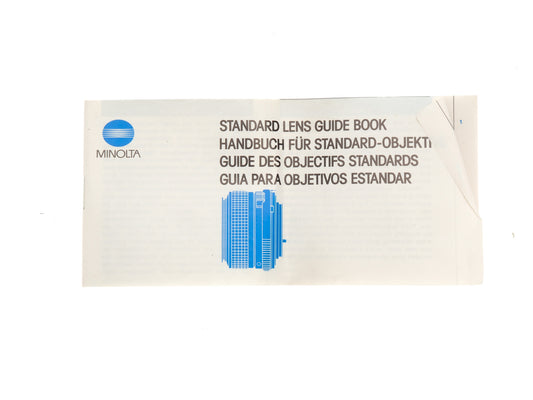 MINOLTA
STANDARD LENS GUIDE BOOK
HANDBUCH FÜR STANDARD-OBJEKTI
GUIDE DES OBJECTIFS STANDARDS
GUIA PARA OBJETIVOS ESTANDAR